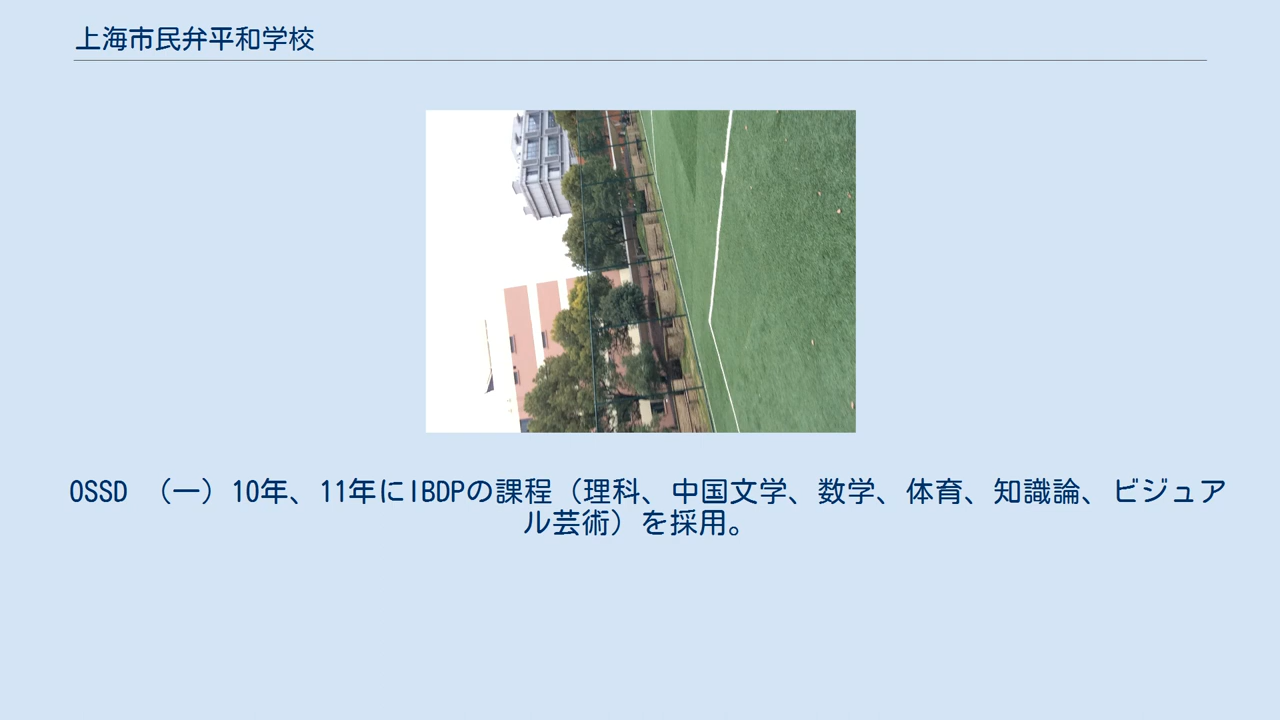 上海市民弁平和学校
OSSD （一）10年、11年にIBDPの課程（理科、中国文学、数学、体育、知識論、ビジュア
ル芸術）を採用。